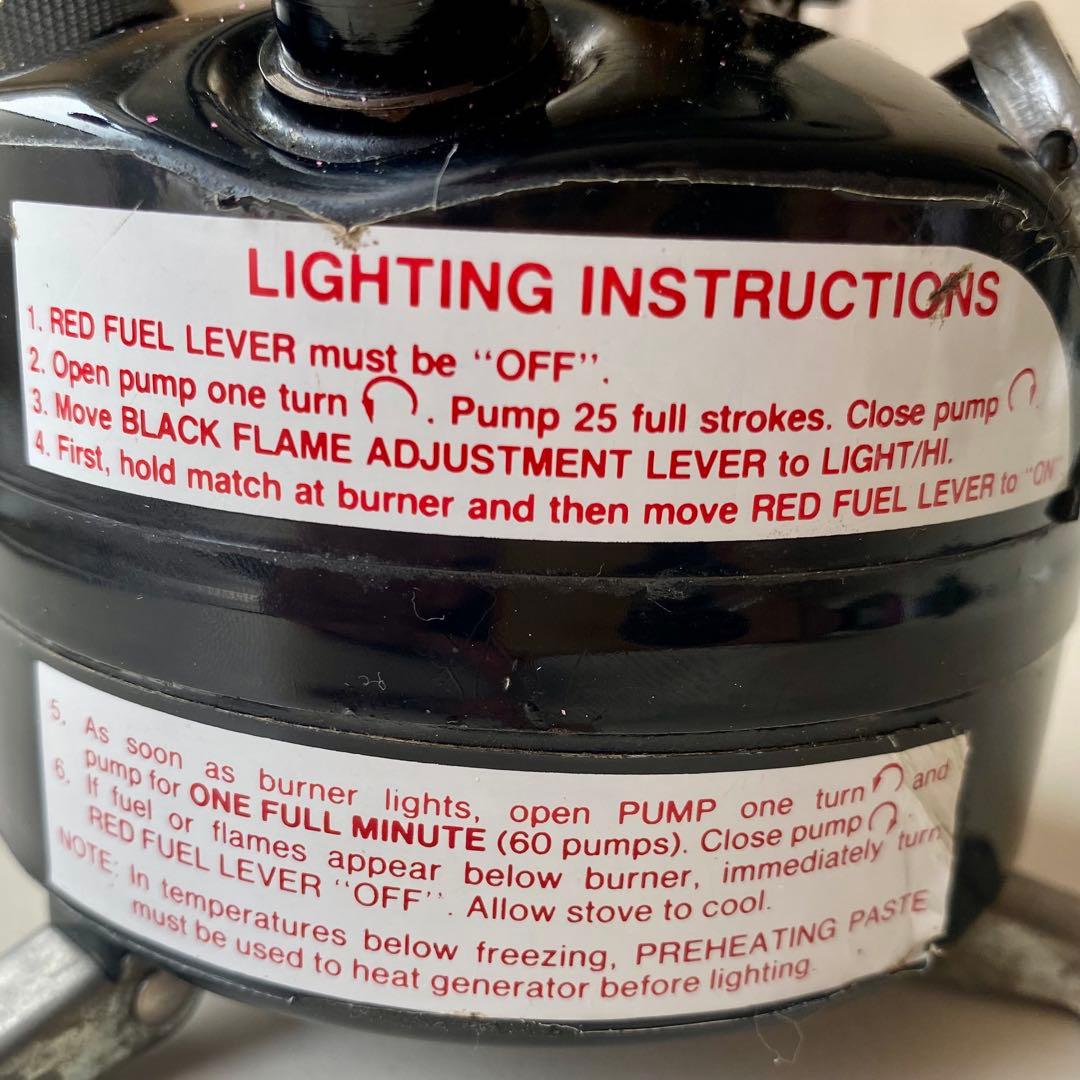 LIGHTING INSTRUCTIONS
1. RED FUEL LEVER must be “OFF”.
2. Open pump one turn . Pump 25 full strokes. Close pump
3. Move BLACK FLAME ADJUSTMENT LEVER to LIGHT/HI.
4. First, hold match at burner and then move RED FUEL LEVER to “ON”
5. As soon as burner lights, open PUMP one turn and
pump for ONE FULL MINUTE (60 pumps). Close pump
6. If fuel or flames appear below burner, immediately turn
RED FUEL LEVER “OFF”. Allow stove to cool.
NOTE: In temperatures below freezing, PREHEATING PASTE
must be used to heat generator before lighting.